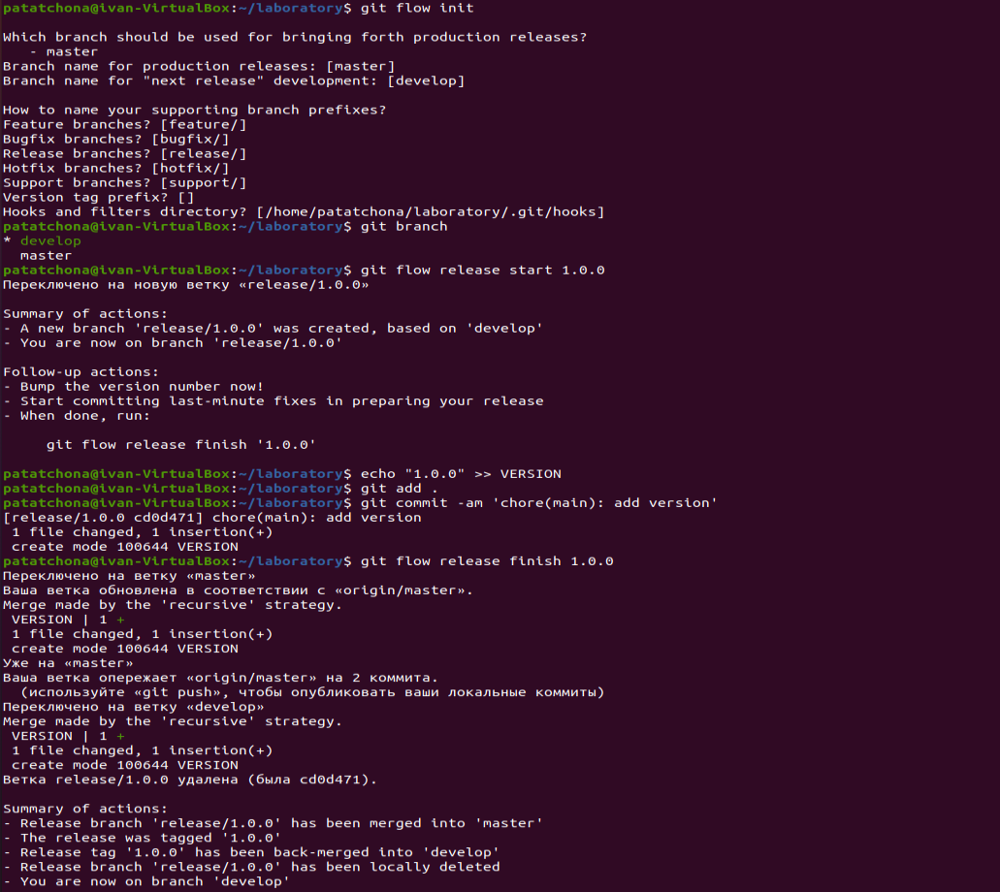 patatchona@ivan-VirtualBox:~/laboratory$ git flow init
Which branch should be used for bringing forth production releases?
- master
Branch name for production releases: [master]
Branch name for "next release" development: [develop]
How to name your supporting branch prefixes?
Feature branches? [feature/]
Bugfix branches? [bugfix/]
Release branches? [release/]
Hotfix branches? [hotfix/]
Support branches? [support/]
Version tag prefix? []
Hooks and filters directory? [/home/patatchona/laboratory/.git/hooks]
patatchona@ivan-VirtualBox:~/laboratory$ git branch
* develop
master
patatchona@ivan-VirtualBox:~/laboratory$ git flow release start 1.0.0
Переключено на новую ветку «release/1.0.0»
Summary of actions:
- A new branch 'release/1.0.0' was created, based on 'develop'
- You are now on branch 'release/1.0.0'
Follow-up actions:
- Bump the version number now!
- Start committing last-minute fixes in preparing your release
- When done, run:
git flow release finish '1.0.0'
patatchona@ivan-VirtualBox:~/laboratory$ echo "1.0.0" >> VERSION
patatchona@ivan-VirtualBox:~/laboratory$ git add .
patatchona@ivan-VirtualBox:~/laboratory$ git commit -am 'chore(main): add version'
[release/1.0.0 cd0d471] chore(main): add version
1 file changed, 1 insertion(+)
create mode 100644 VERSION
patatchona@ivan-VirtualBox:~/laboratory$ git flow release finish 1.0.0
Переключено на ветку «master»
Ваша ветка обновлена в соответствии с «origin/master».
Merge made by the 'recursive' strategy.
VERSION | 1 +
1 file changed, 1 insertion(+)
create mode 100644 VERSION
Уже на «master»
Ваша ветка опережает «origin/master» на 2 коммита.
(используйте «git push», чтобы опубликовать ваши локальные коммиты)
Переключено на ветку «develop»
Merge made by the 'recursive' strategy.
VERSION | 1 +
1 file changed, 1 insertion(+)
create mode 100644 VERSION
Ветка release/1.0.0 удалена (была cd0d471).
Summary of actions:
- Release branch 'release/1.0.0' has been merged into 'master'
- The release was tagged '1.0.0'
- Release tag '1.0.0' has been back-merged into 'develop'
- Release branch 'release/1.0.0' has been locally deleted
- You are now on branch 'develop'